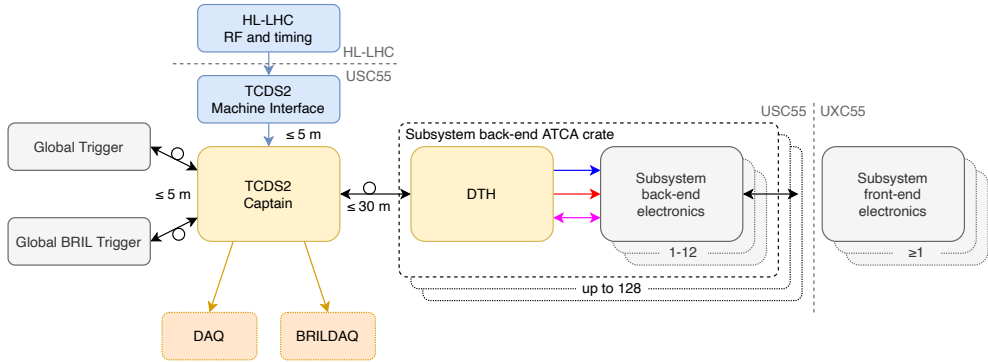 HL-LHC
RF and timing
HL-LHC
USC55
TCDS2
Machine Interface
≤ 5 m
USC55
UXC55
Subsystem back-end ATCA crate
Global Trigger
≤ 5 m
Global BRIL Trigger
TCDS2
Captain
≤ 30 m
DTH
Subsystem
back-end
electronics
1-12
up to 128
Subsystem
front-end
electronics
≥1
DAQ
BRILDAQ